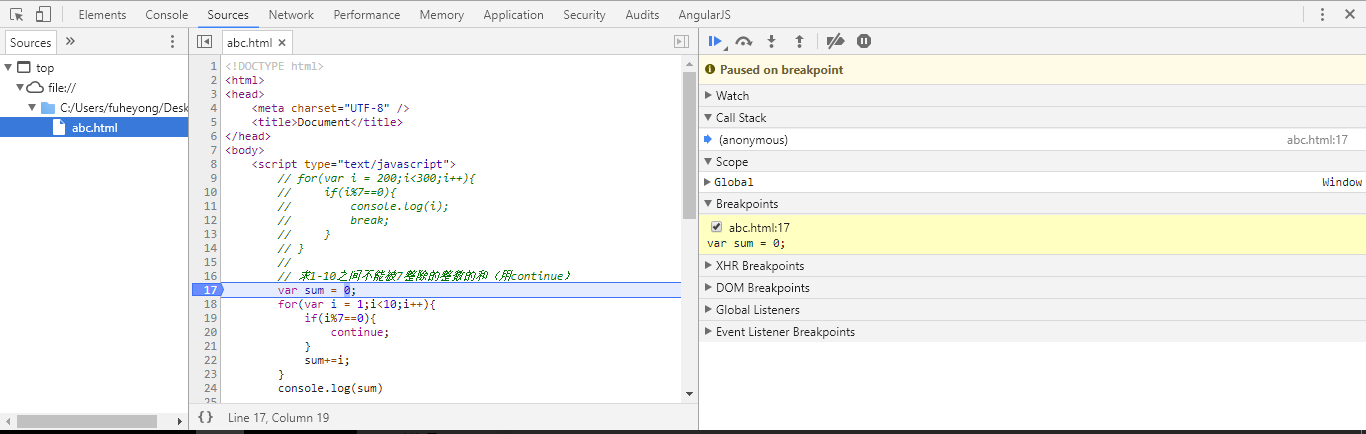 Elements Console Sources Network Performance Memory Application Security Audits AngularJS
Sources »
abc.html
top
file://
C:/Users/fuheyong/Desk
abc.html
1 <!DOCTYPE html>
2 <html>
3 <head>
4 <meta charset="UTF-8" />
5 <title>Document</title>
6 </head>
7 <body>
8 <script type="text/javascript">
9 // for(var i = 200;i<300;i++){
10 // if(i%7==0){
11 // console.log(i);
12 // break;
13 // }
14 // }
15 //
16 // 求1-10之间不能被7整除的整数的和（用continue）
17 var sum = 0;
18 for(var i = 1;i<10;i++){
19 if(i%7==0){
20 continue;
21 }
22 sum+=i;
23 }
24 console.log(sum)
25
{} Line 17, Column 19
Paused on breakpoint
Watch
Call Stack
(anonymous) abc.html:17
Scope
Global Window
Breakpoints
abc.html:17
var sum = 0;
XHR Breakpoints
DOM Breakpoints
Global Listeners
Event Listener Breakpoints